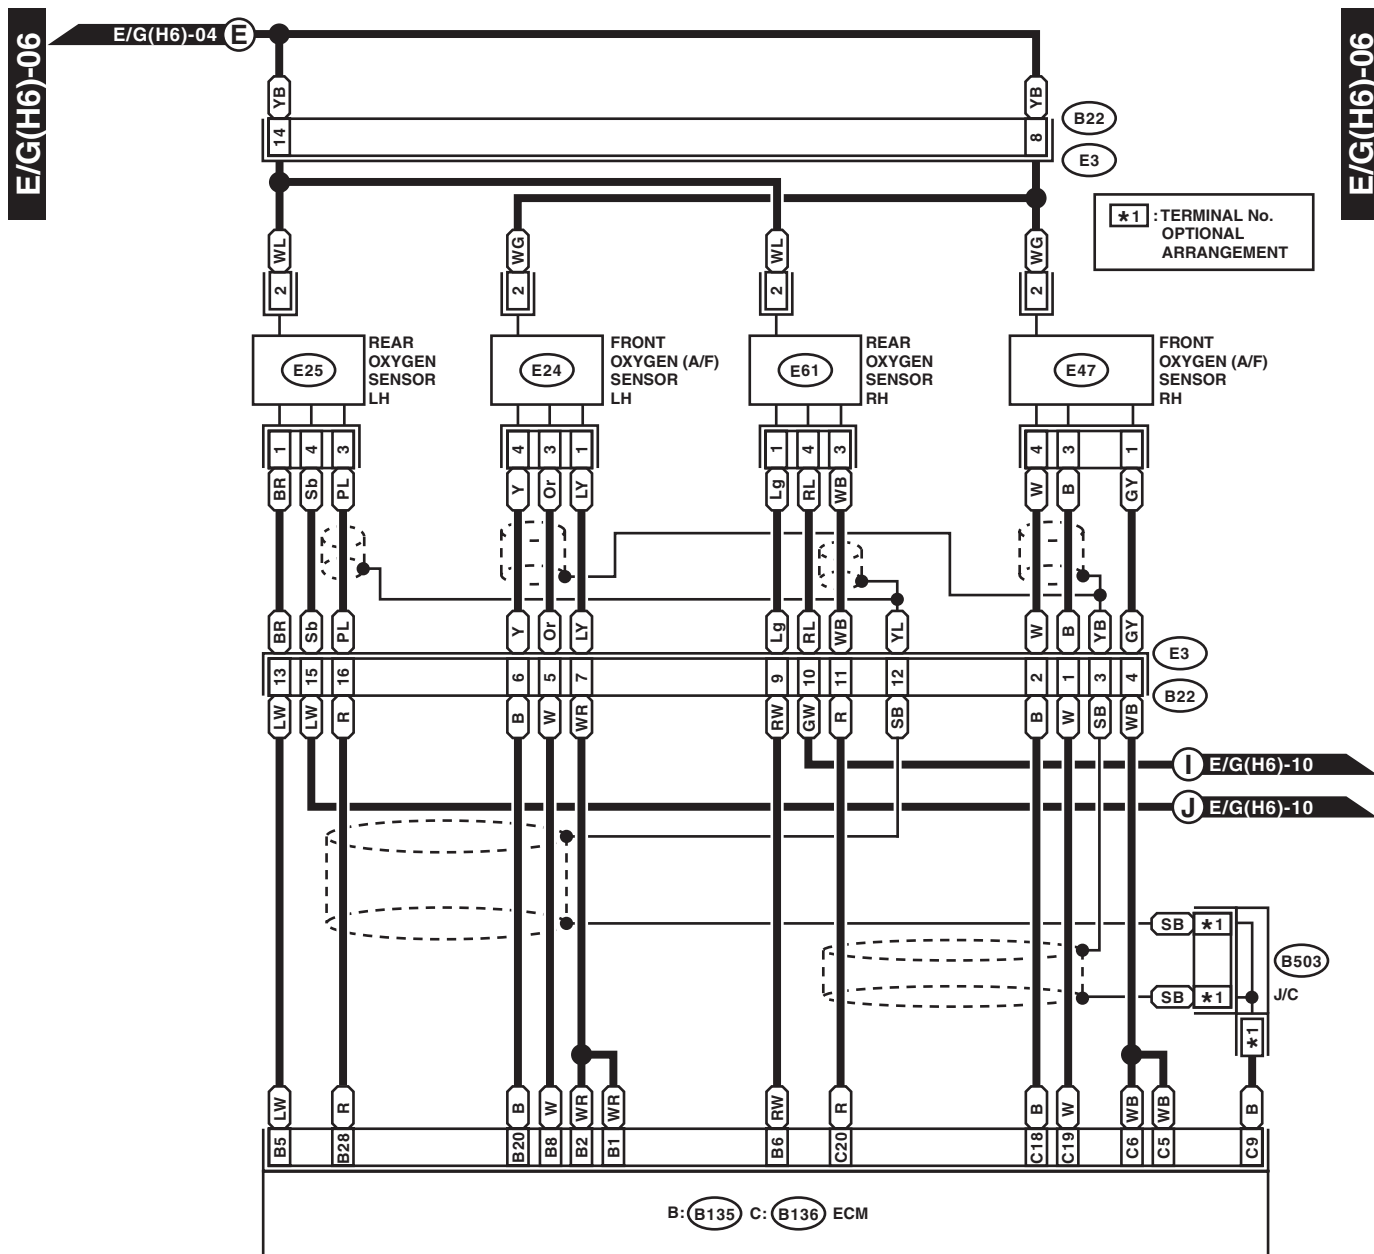 E/G(H6)-06
E/G(H6)-04 E
E/G(H6)-06
YB YB
14 8 B22
E3
*1 : TERMINAL No.
OPTIONAL
ARRANGEMENT
WL WG WL WG
2 2 2 2
E25 REAR
OXYGEN
SENSOR
LH
E24 FRONT
OXYGEN (A/F)
SENSOR
LH
E61 REAR
OXYGEN
SENSOR
RH
E47 FRONT
OXYGEN (A/F)
SENSOR
RH
1 4 3 4 3 1 1 4 3 4 3 1
BR Sb PL Y Or LY Lg RL WB W B GY
BR Sb PL Y Or LY Lg RL WB YL W B YB GY
E3
13 15 16 6 5 7 9 10 11 12 2 1 3 4
B22
LW LW R B W WR RW GW R SB B W SB WB
I E/G(H6)-10
J E/G(H6)-10
SB *1
B503
SB *1 J/C
*1
LW R B W WR WR RW R B W WB WB B
B5 B28 B20 B8 B2 B1 B6 C20 C18 C19 C6 C5 C9
B: B135 C: B136 ECM